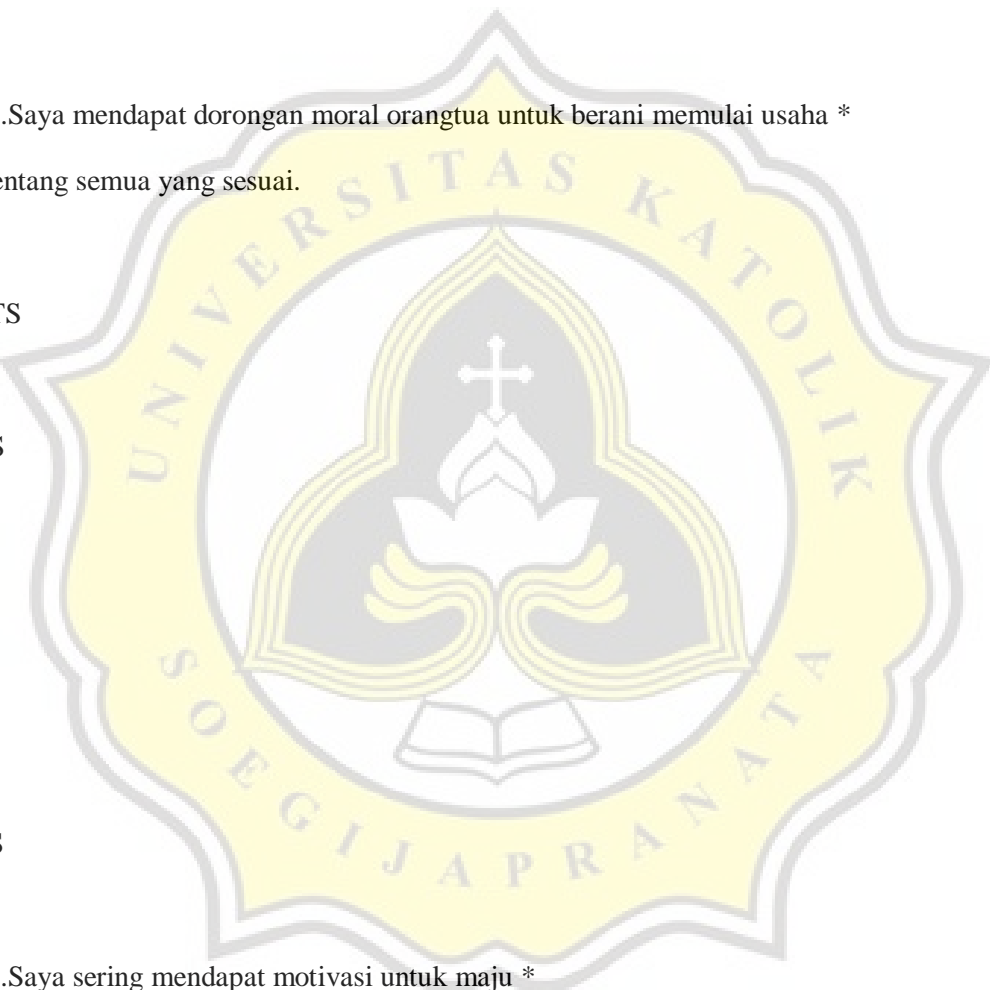 .Saya mendapat dorongan moral orangtua untuk berani memulai usaha *
entang semua yang sesuai.
UNIVERSITAS KATOLIK
TS
S
S
SOEGIJAPRANATA
.Saya sering mendapat motivasi untuk maju *